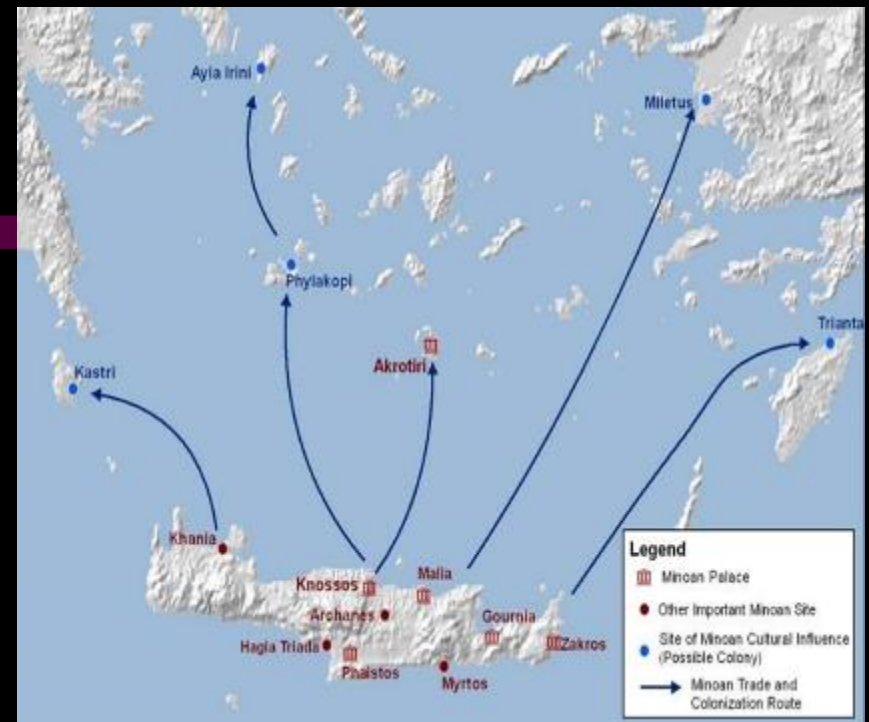 Ayia Irini
Miletus
Phylakopi
Trianta
Akrotiri
Kastri
Khania
Knossos
Malia
Archanes
Gournia
Hagia Triada
Zakros
Phaistos
Myrtos
Legend
Minoan Palace
Other Important Minoan Site
Site of Minoan Cultural Influence
(Possible Colony)
Minoan Trade and
Colonization Route